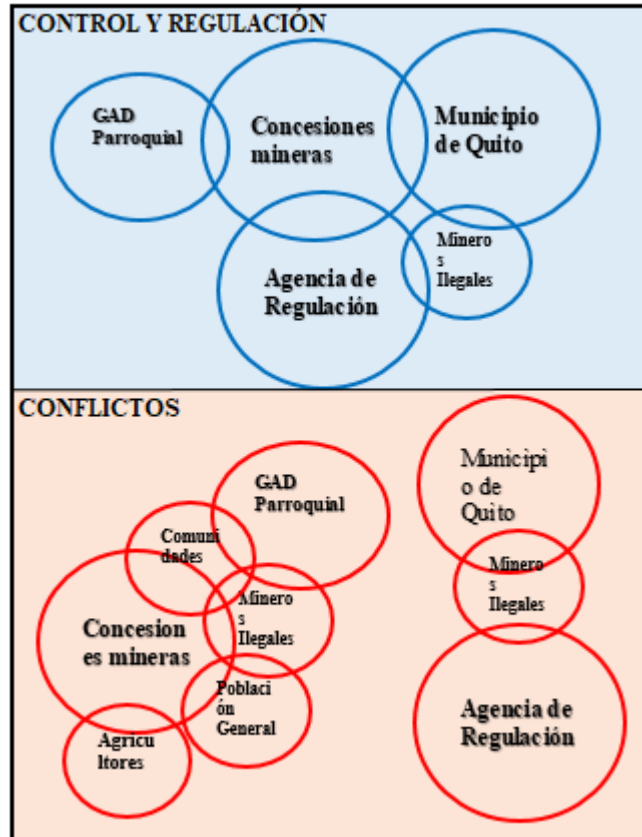 CONTROL Y REGULACIÓN
GAD
Parroquial
Concesiones
mineras
Municipio
de Quito
Agencia de
Regulación
Minero
s
Ilegales
CONFLICTOS
GAD
Parroquial
Comuni
dades
Concesion
es mineras
Minero
s
Ilegales
Poblaci
ón
General
Agricu
ltores
Municipi
o de
Quito
Minero
s
Ilegales
Agencia de
Regulación